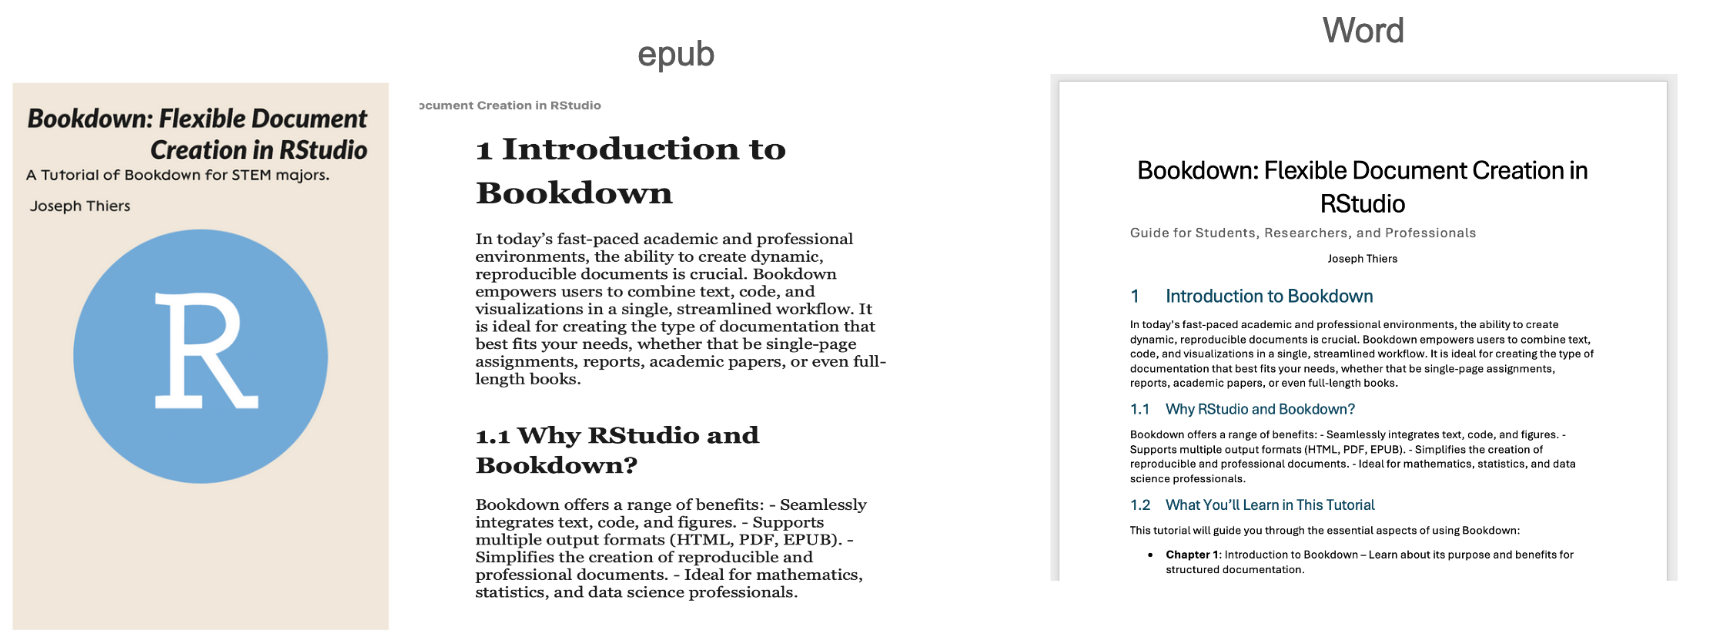 epub
Word
Bookdown: Flexible Document
Creation in RStudio
A Tutorial of Bookdown for STEM majors.
Joseph Thiers
R
ocument Creation in RStudio
1 Introduction to
Bookdown
In today's fast-paced academic and professional
environments, the ability to create dynamic,
reproducible documents is crucial. Bookdown
empowers users to combine text, code, and
visualizations in a single, streamlined workflow. It
is ideal for creating the type of documentation that
best fits your needs, whether that be single-page
assignments, reports, academic papers, or even full-
length books.
1.1 Why RStudio and
Bookdown?
Bookdown offers a range of benefits: - Seamlessly
integrates text, code, and figures. - Supports
multiple output formats (HTML, PDF, EPUB). -
Simplifies the creation of reproducible and
professional documents. - Ideal for mathematics,
statistics, and data science professionals.
Bookdown: Flexible Document Creation in
RStudio
Guide for Students, Researchers, and Professionals
Joseph Thiers
1 Introduction to Bookdown
In today's fast-paced academic and professional environments, the ability to create
dynamic, reproducible documents is crucial. Bookdown empowers users to combine text,
code, and visualizations in a single, streamlined workflow. It is ideal for creating the type of
documentation that best fits your needs, whether that be single-page assignments,
reports, academic papers, or even full-length books.
1.1 Why RStudio and Bookdown?
Bookdown offers a range of benefits: - Seamlessly integrates text, code, and figures. -
Supports multiple output formats (HTML, PDF, EPUB). - Simplifies the creation of
reproducible and professional documents. - Ideal for mathematics, statistics, and data
science professionals.
1.2 What You'll Learn in This Tutorial
This tutorial will guide you through the essential aspects of using Bookdown:
• Chapter 1: Introduction to Bookdown – Learn about its purpose and benefits for
structured documentation.